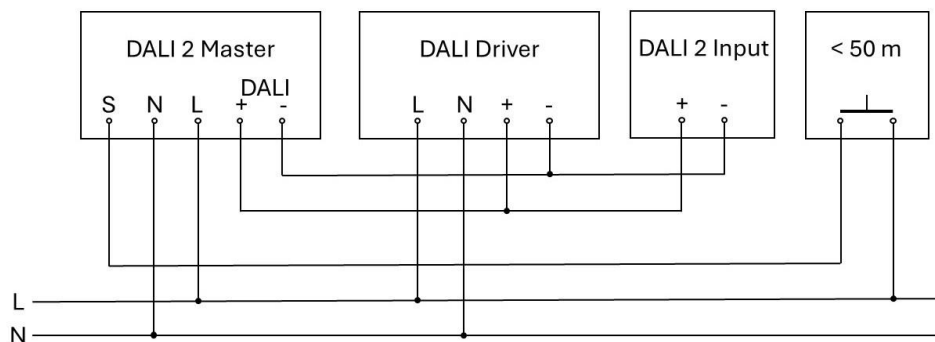 DALI 2 Master
DALI
S N L + -
DALI Driver
L N + -
DALI 2 Input
+ -
< 50 m
L
N